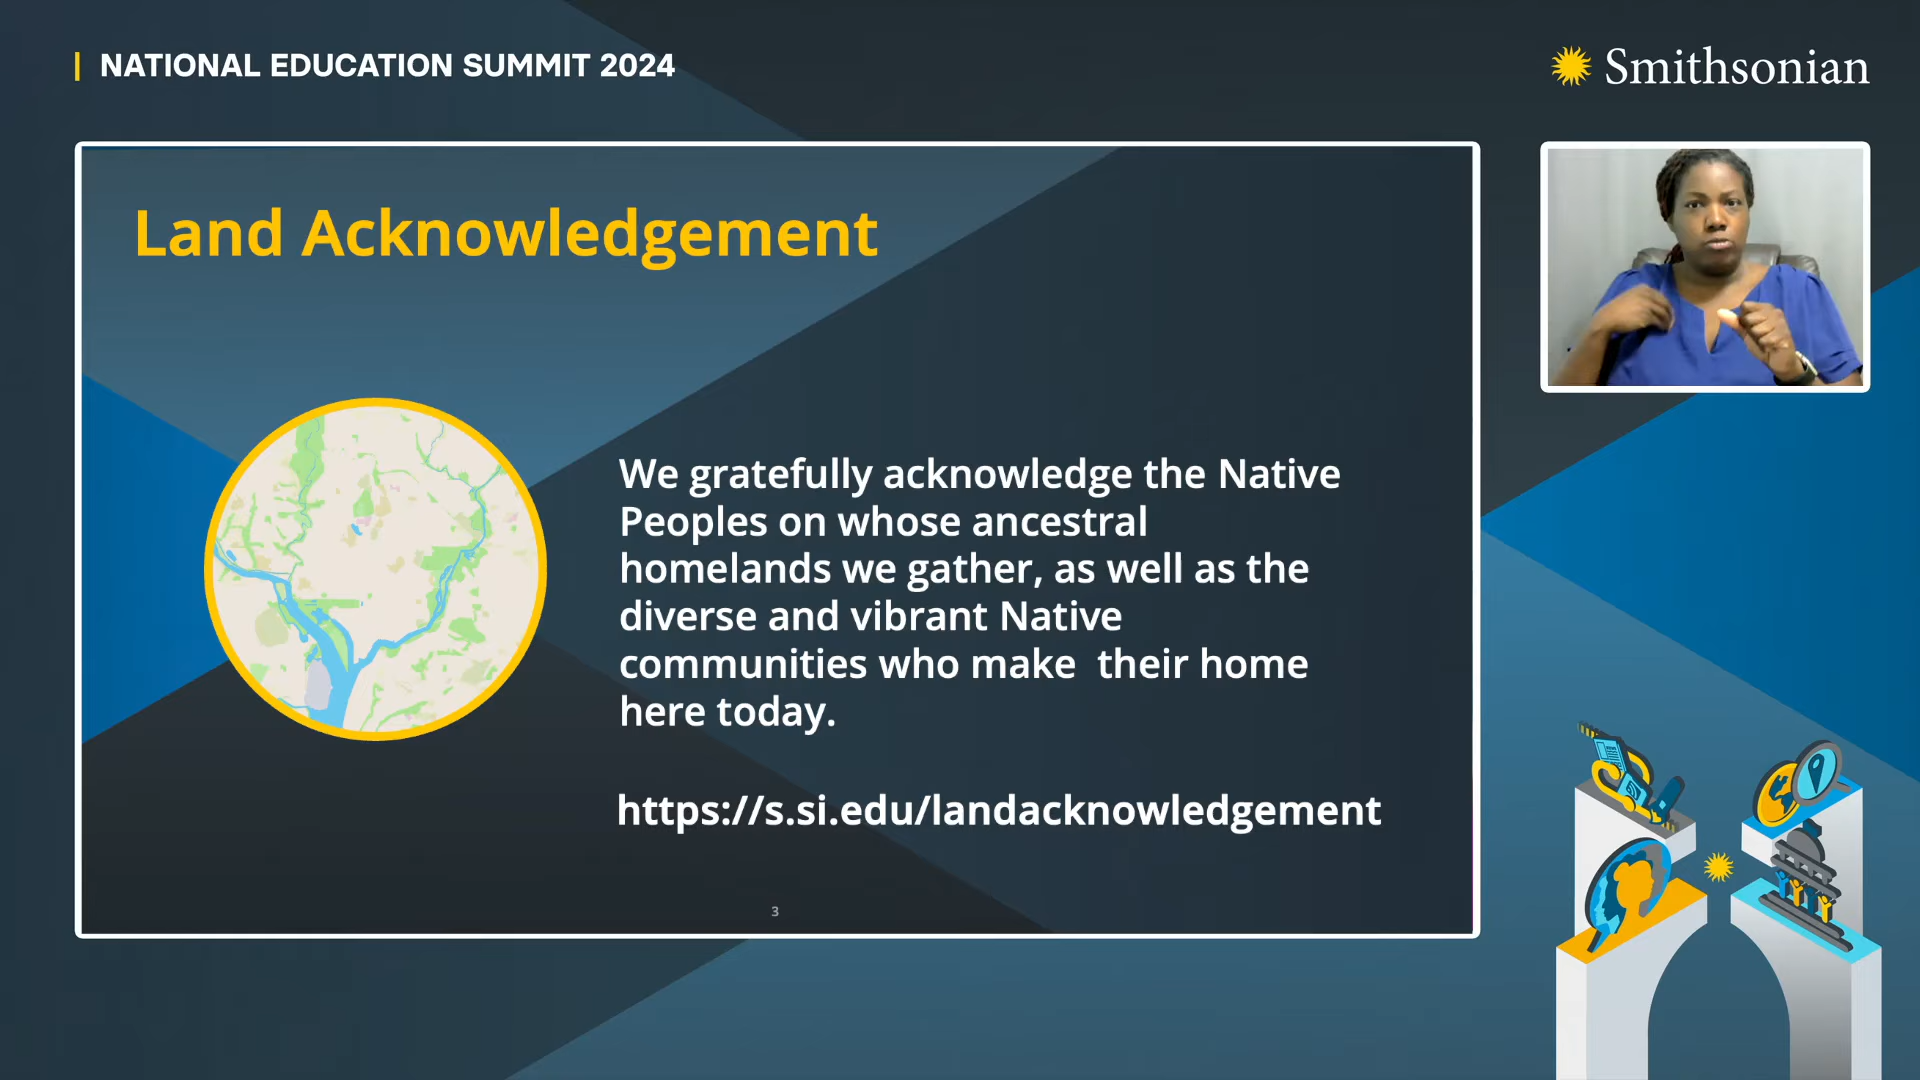 NATIONAL EDUCATION SUMMIT 2024
Smithsonian
Land Acknowledgement
We gratefully acknowledge the Native
Peoples on whose ancestral
homelands we gather, as well as the
diverse and vibrant Native
communities who make  their home
here today.
https://s.si.edu/landacknowledgement
3